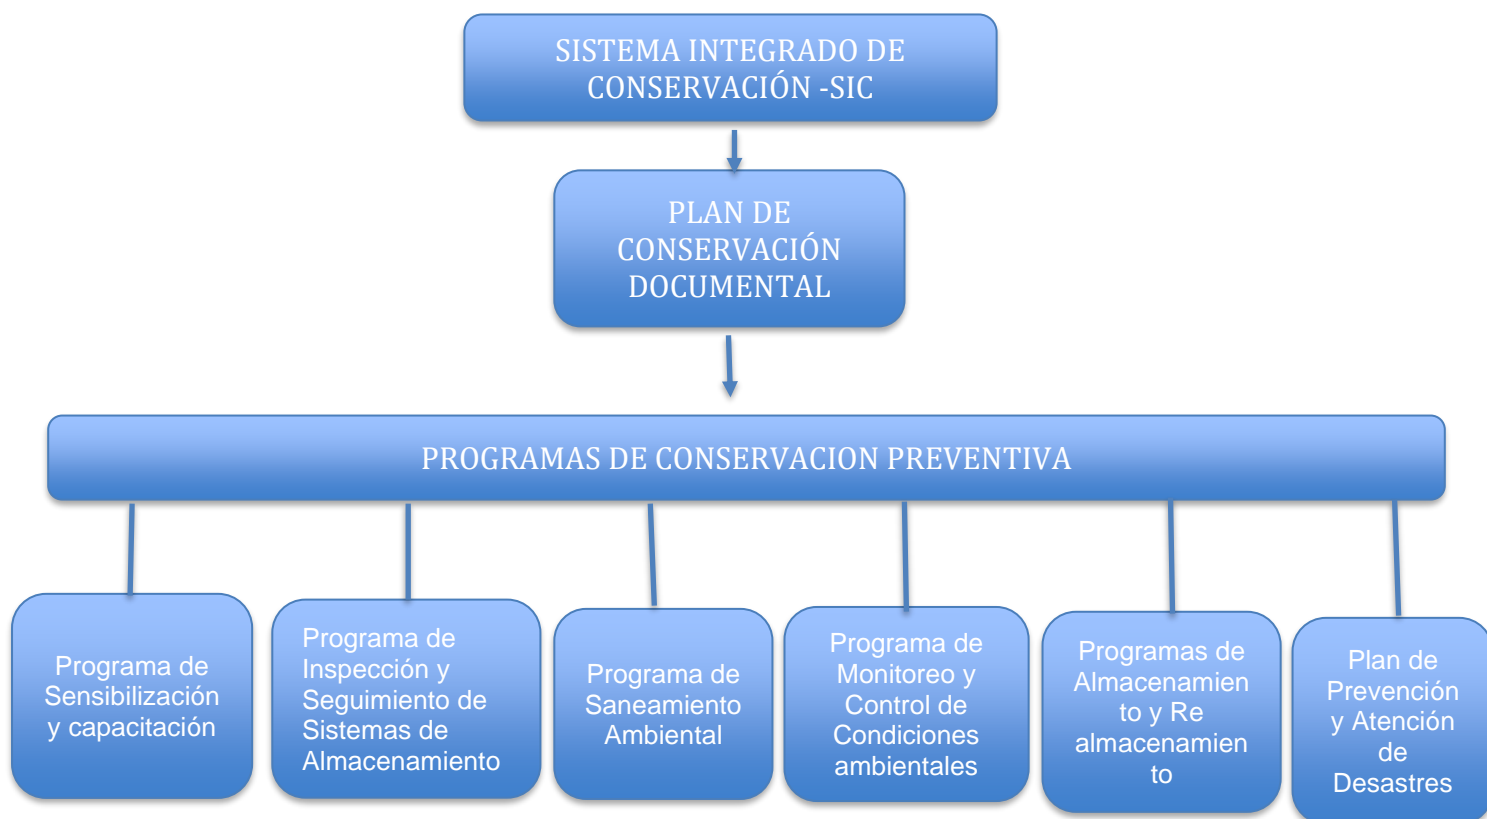 SISTEMA INTEGRADO DE
CONSERVACIÓN -SIC
PLAN DE
CONSERVACIÓN
DOCUMENTAL
PROGRAMAS DE CONSERVACION PREVENTIVA
Programa de
Sensibilización
y capacitación
Programa de
Inspección y
Seguimiento de
Sistemas de
Almacenamiento
Programa de
Saneamiento
Ambiental
Programa de
Monitoreo y
Control de
Condiciones
ambientales
Programas de
Almacenamien
to y Re
almacenamien
to
Plan de
Prevención
y Atención
de
Desastres